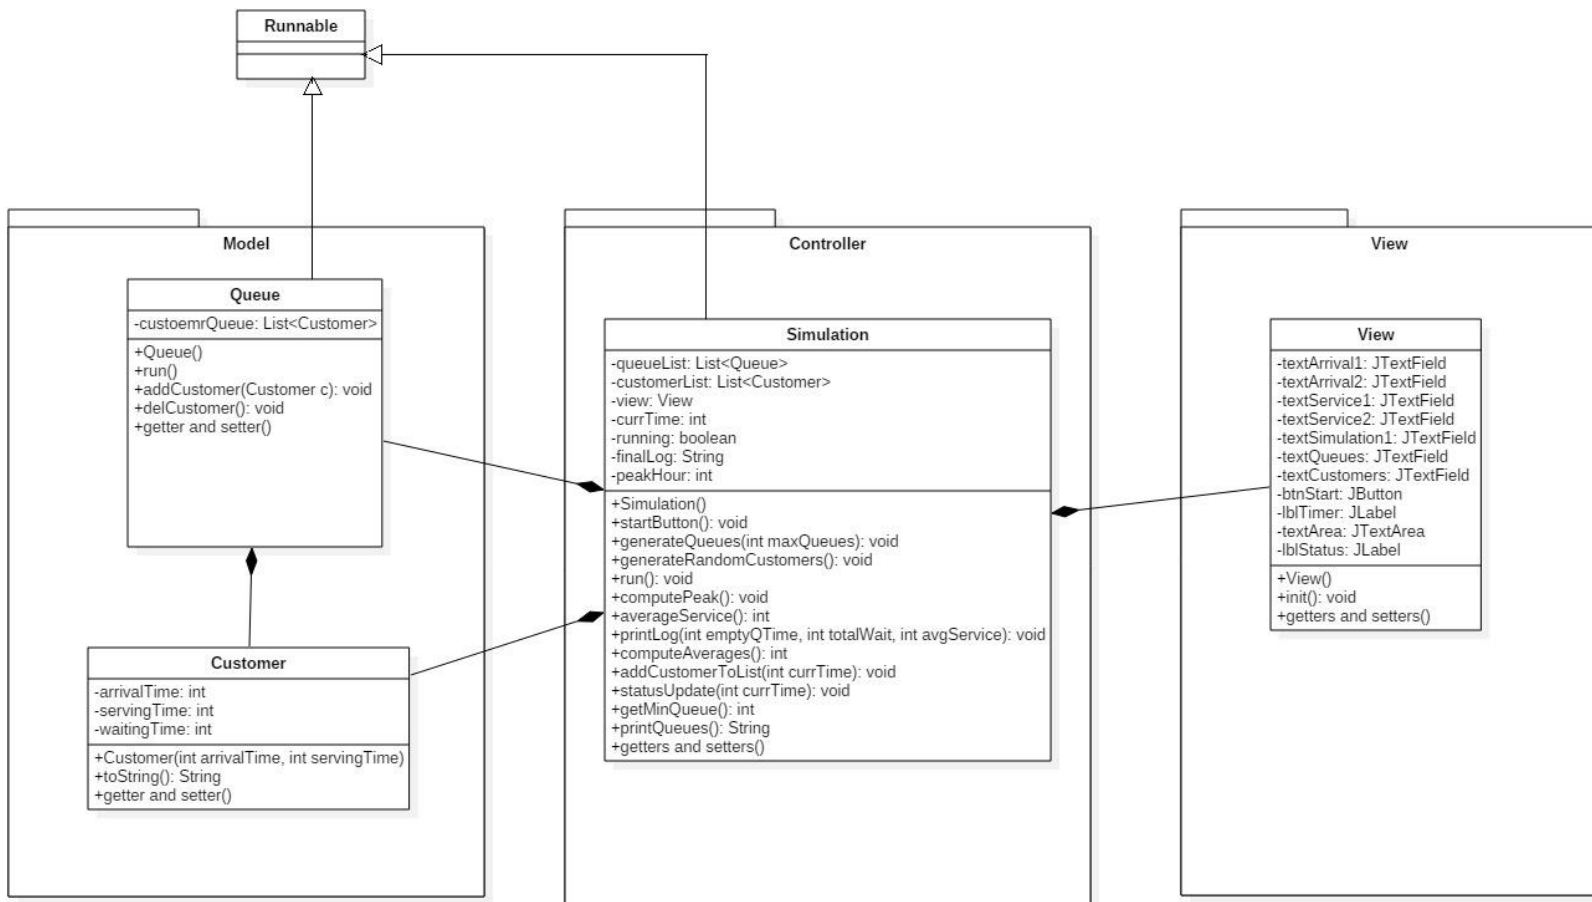 Runnable
Model
Queue
-custoemrQueue: List<Customer>
+Queue()
+run()
+addCustomer(Customer c): void
+delCustomer(): void
+getter and setter()
Customer
-arrivalTime: int
-servingTime: int
-waitingTime: int
+Customer(int arrivalTime, int servingTime)
+toString(): String
+getter and setter()
Controller
Simulation
-queueList: List<Queue>
-customerList: List<Customer>
-view: View
-currTime: int
-running: boolean
-finalLog: String
-peakHour: int
+Simulation()
+startButton(): void
+generateQueues(int maxQueues): void
+generateRandomCustomers(): void
+run(): void
+computePeak(): void
+averageService(): int
+printLog(int emptyQTime, int totalWait, int avgService): void
+computeAverages(): int
+addCustomerToList(int currTime): void
+statusUpdate(int currTime): void
+getMinQueue(): int
+printQueues(): String
+getters and setters()
View
View
-textArrival1: JTextField
-textArrival2: JTextField
-textService1: JTextField
-textService2: JTextField
-textSimulation1: JTextField
-textQueues: JTextField
-textCustomers: JTextField
-btnStart: JButton
-lblTimer: JLabel
-textArea: JTextArea
-lblStatus: JLabel
+View()
+init(): void
+getters and setters()